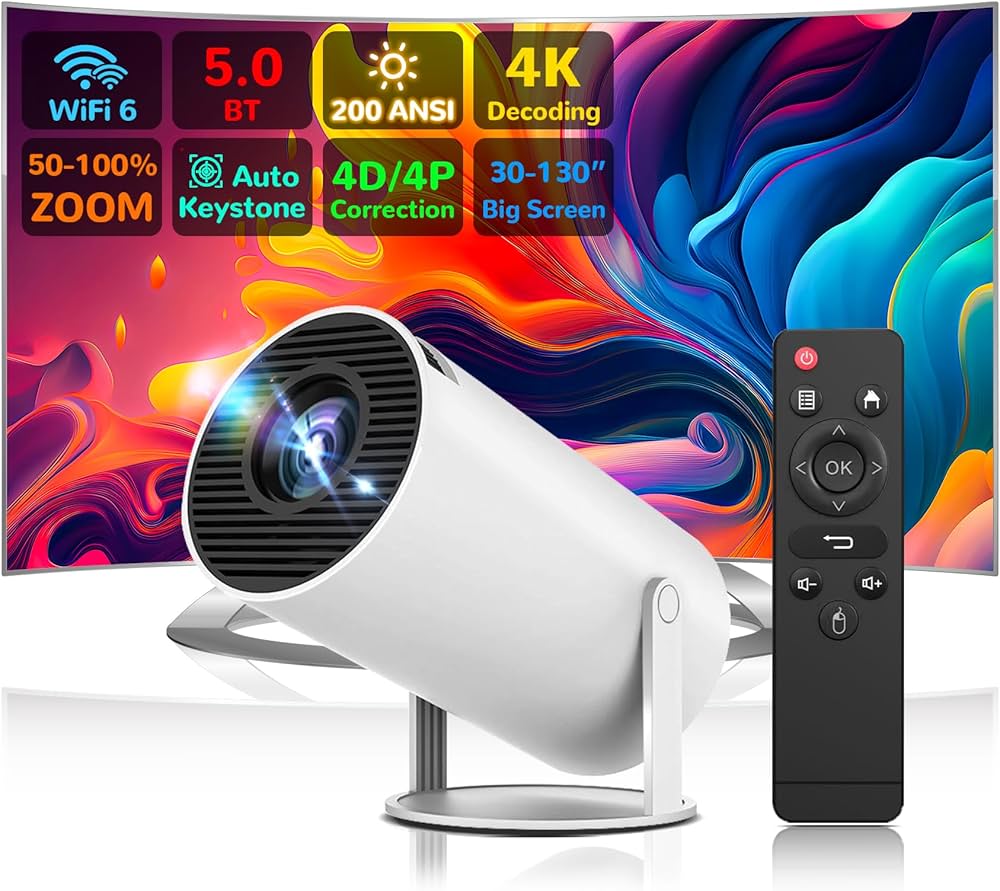 WiFi 6
5.0
BT
200 ANSI
4K
Decoding
50-100%
ZOOM
Auto
Keystone
4D/4P
Correction
30-130”
Big Screen
OK